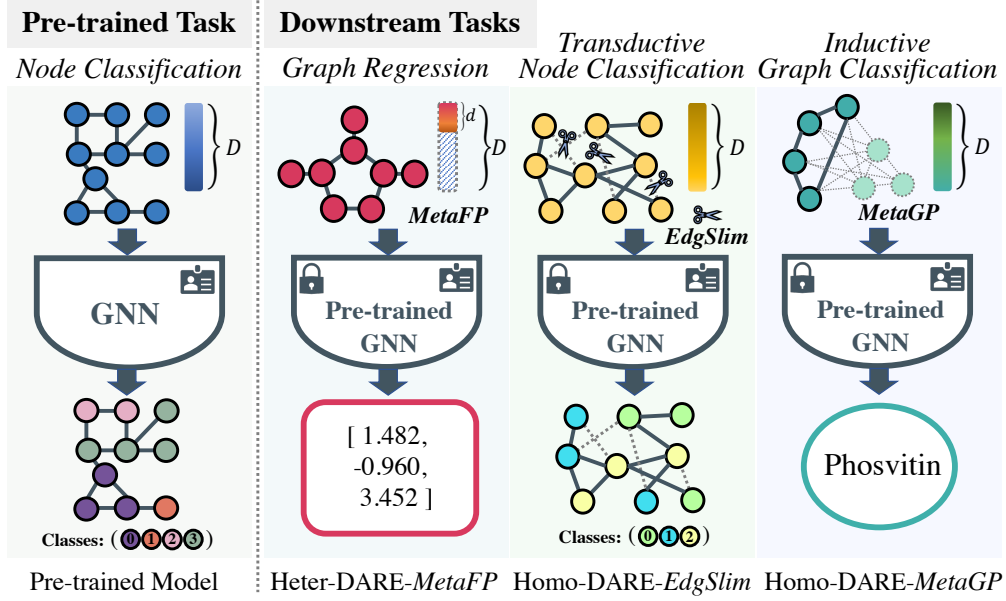 Pre-trained Task
Downstream Tasks
Node Classification
Graph Regression
Transductive
Node Classification
Inductive
Graph Classification
D
d
D
MetaFP
D
EdgSlim
D
MetaGP
GNN
Pre-trained
GNN
Pre-trained
GNN
Pre-trained
GNN
[ 1.482,
-0.960,
3.452 ]
Phosvitin
Classes: ( 0 1 2 3 )
Classes: ( 0 1 2 )
Pre-trained Model
Heter-DARE-MetaFP
Homo-DARE-EdgSlim
Homo-DARE-MetaGP